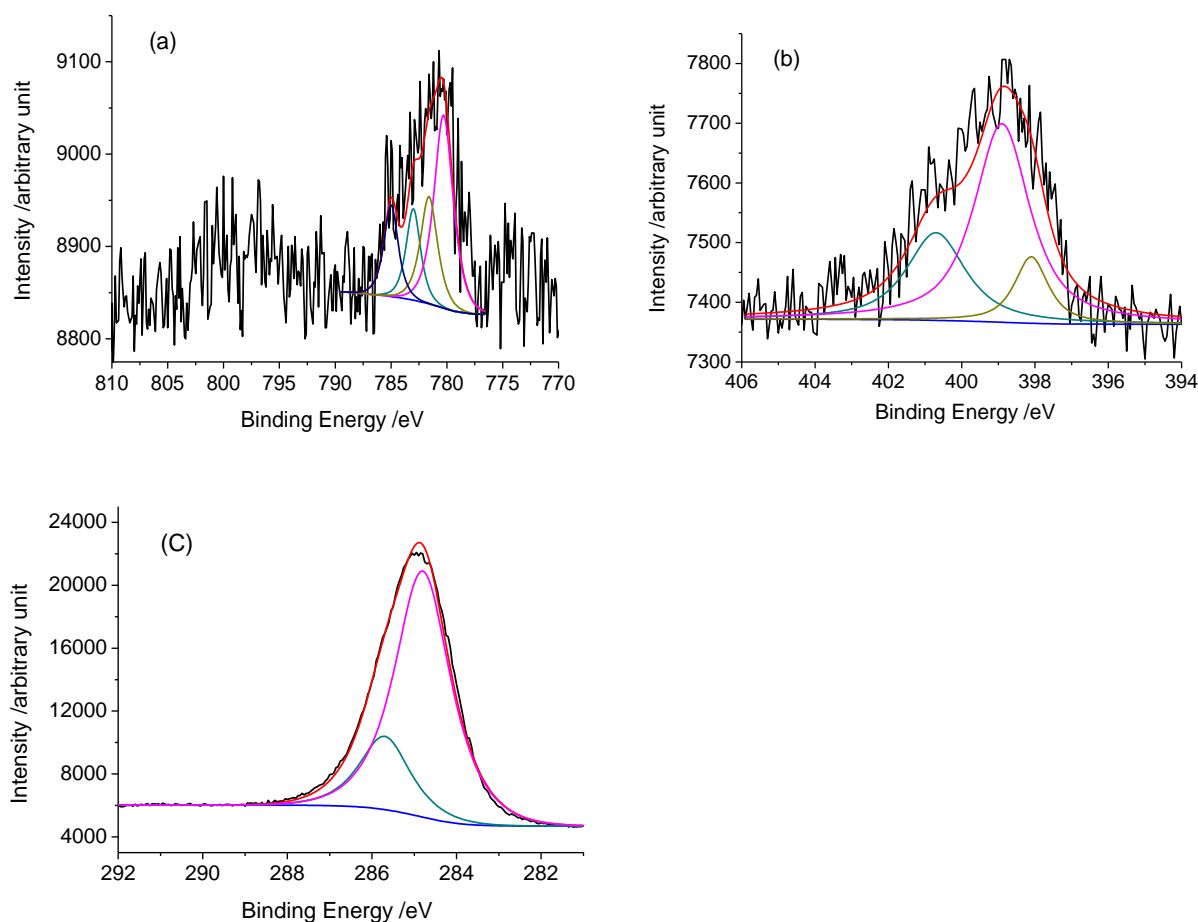 (a)
Intensity /arbitrary unit
9100
9000
8900
8800
810 805 800 795 790 785 780 775 770
Binding Energy /eV
(b)
Intensity /arbitrary unit
7800
7700
7600
7500
7400
7300
406 404 402 400 398 396 394
Binding Energy /eV
(C)
Intensity /arbitrary unit
24000
20000
16000
12000
8000
4000
292 290 288 286 284 282
Binding Energy /eV